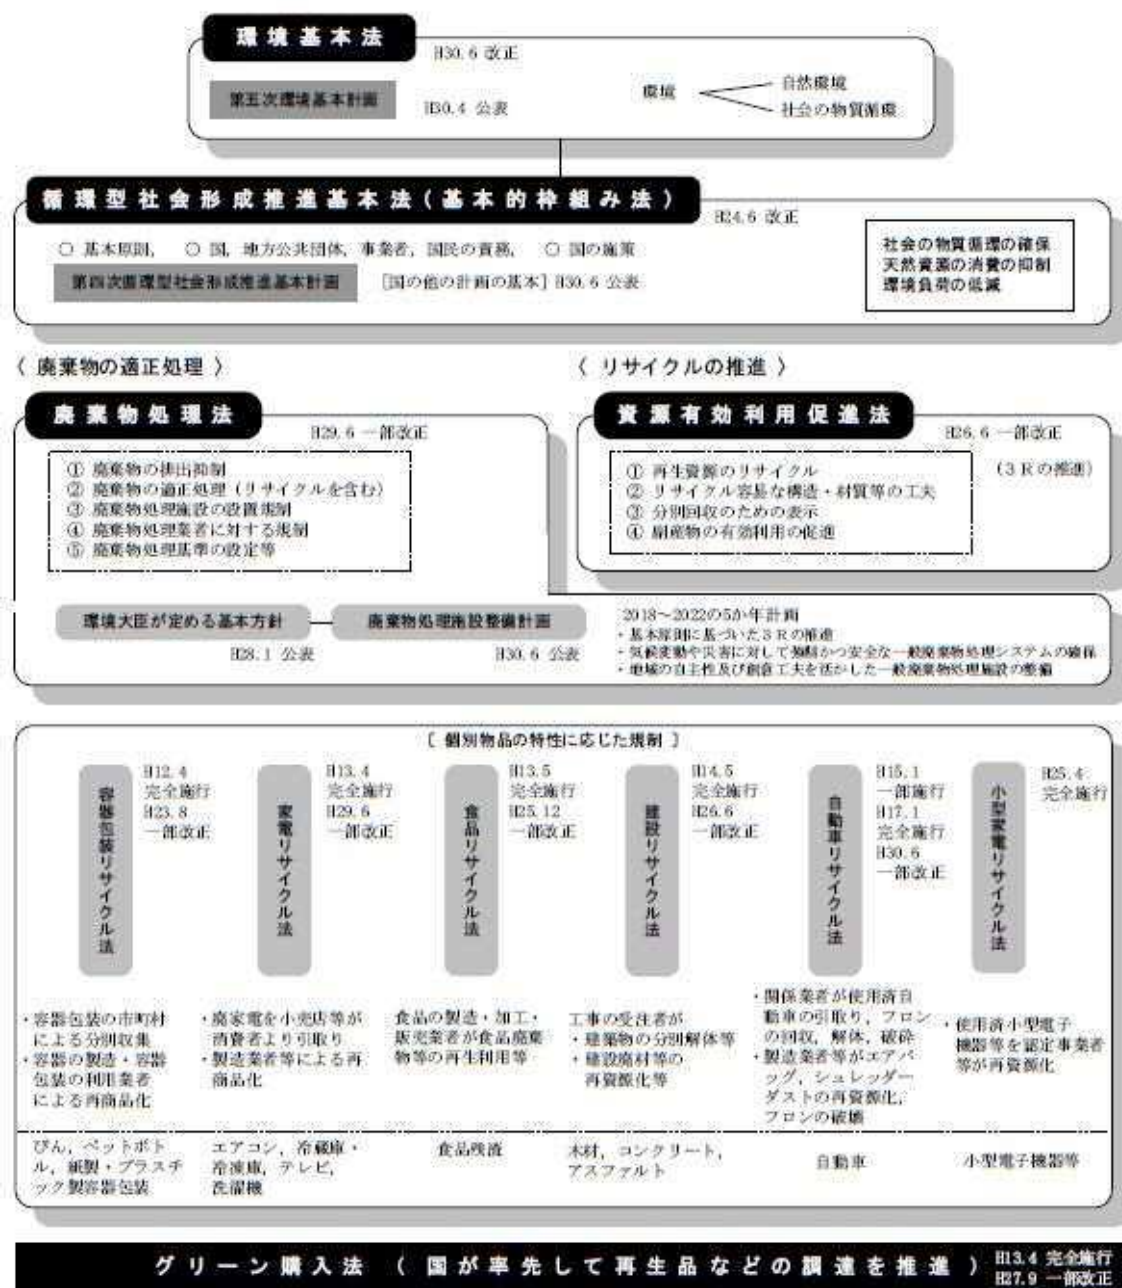 環境基本法
H30.6 改正
第五次環境基本計画
H30.4 公表
環境
自然環境
社会の物質循環
循環型社会形成推進基本法(基本的枠組み法)
H24.6 改正
○ 基本原則, ○ 国, 地方公共団体, 事業者, 国民の責務, ○ 国の施策
第四次循環型社会形成推進基本計画
[国の他の計画の基本] H30.6 公表
社会の物質循環の確保
天然資源の消費の抑制
環境負荷の低減
〈 廃棄物の適正処理 〉
廃棄物処理法
H29.6 一部改正
① 廃棄物の排出抑制
② 廃棄物の適正処理(リサイクルを含む)
③ 廃棄物処理施設の設置規制
④ 廃棄物処理業者に対する規制
⑤ 廃棄物処理基準の設定等
〈 リサイクルの推進 〉
資源有効利用促進法
H26.6 一部改正
① 再生資源のリサイクル
② リサイクル容易な構造・材質等の工夫
③ 分別回収のための表示
④ 副産物の有効利用の促進
(3Rの推進)
環境大臣が定める基本方針
H28.1 公表
廃棄物処理施設整備計画
H30.6 公表
2018~2022の5か年計画
・基本原則に基づいた3Rの推進
・気候変動や災害に対して強靱かつ安全な一般廃棄物処理システムの確保
・地域の自主性及び創意工夫を活かした一般廃棄物処理施設の整備
[ 個別物品の特性に応じた規制 ]
容器包装リサイクル法
H12.4
完全施行
H23.8
一部改正
・容器包装の市町村
による分別収集
・容器の製造・容器
包装の利用業者
による再商品化
びん, ペットボト
ル, 紙製・プラスチ
ック製容器包装
家電リサイクル法
H13.4
完全施行
H29.6
一部改正
・廃家電を小売店等が
消費者より引取り
・製造業者等による再
商品化
エアコン, 冷蔵庫・
冷凍庫, テレビ,
洗濯機
食品リサイクル法
H13.5
完全施行
H25.12
一部改正
食品の製造・加工・
販売業者が食品廃棄
物等の再生利用等
食品残渣
建設リサイクル法
H14.5
完全施行
H26.6
一部改正
工事の受注者が
・建築物の分別解体等
・建設廃材等の
再資源化等
木材, コンクリート,
アスファルト
自動車リサイクル法
H15.1
一部施行
H17.1
完全施行
H30.6
一部改正
・関係業者が使用済自
動車の引取り, フロン
の回収, 解体, 破砕
・製造業者等がエアバ
ッグ, シュレッダー
ダストの再資源化,
フロンの破壊
自動車
小型家電リサイクル法
H25.4
完全施行
・使用済小型電子
機器等を認定事業者
等が再資源化
小型電子機器等
グリーン購入法 (国が率先して再生品などの調達を推進)
H13.4 完全施行
H27.9 一部改正